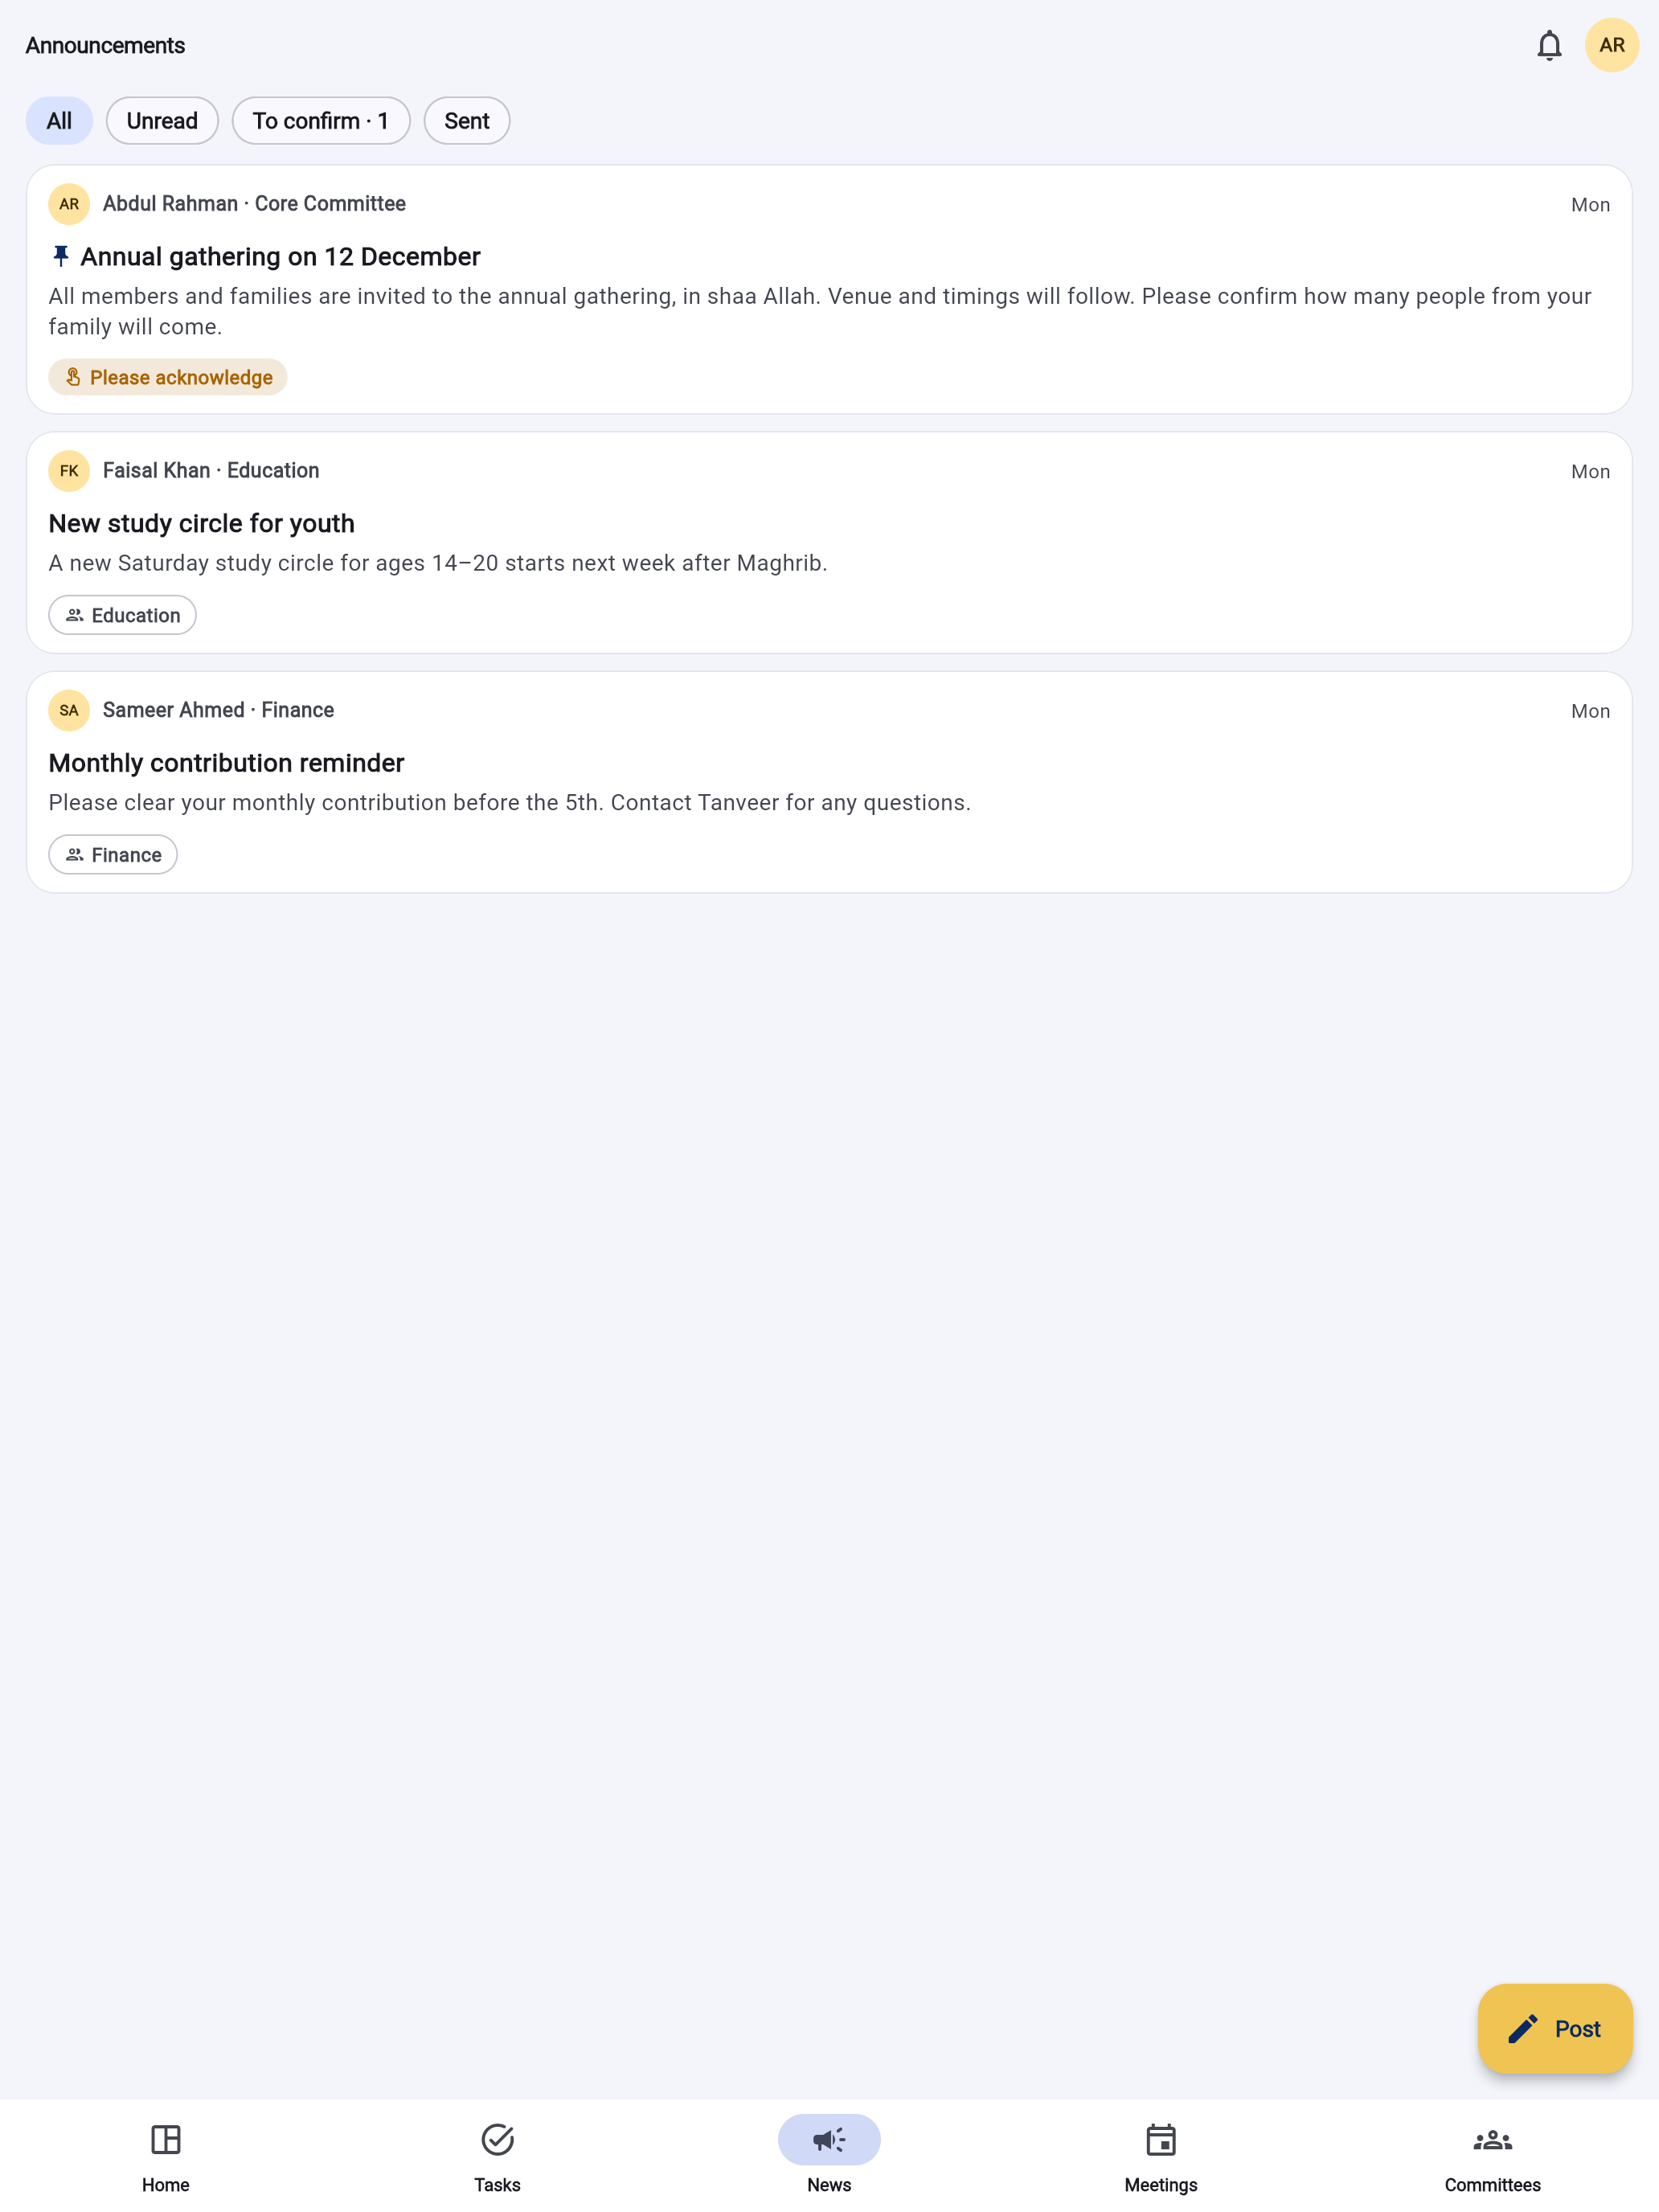 Announcements
AR
All
Unread
To confirm · 1
Sent
AR
Abdul Rahman · Core Committee
Mon
Annual gathering on 12 December
All members and families are invited to the annual gathering, in shaa Allah. Venue and timings will follow. Please confirm how many people from your
family will come.
Please acknowledge
FK
Faisal Khan · Education
Mon
New study circle for youth
A new Saturday study circle for ages 14–20 starts next week after Maghrib.
Education
SA
Sameer Ahmed · Finance
Mon
Monthly contribution reminder
Please clear your monthly contribution before the 5th. Contact Tanveer for any questions.
Finance
Post
Home
Tasks
News
Meetings
Committees